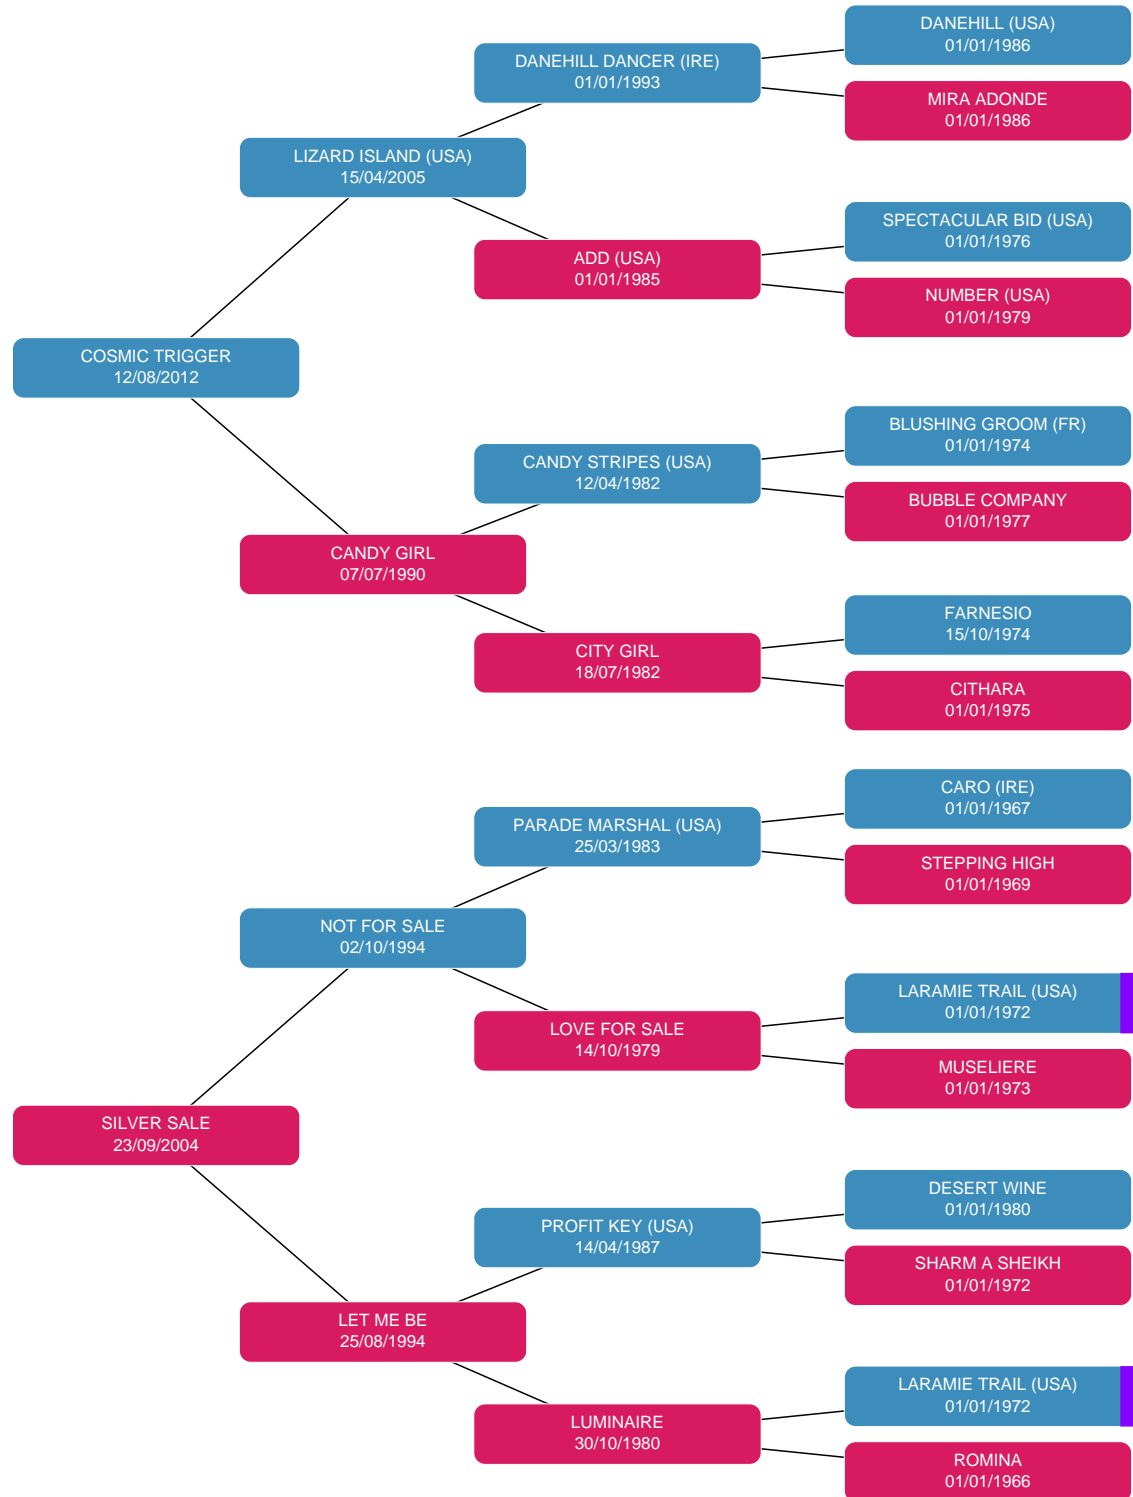 DANEHILL (USA)
01/01/1986
DANEHILL DANCER (IRE)
01/01/1993
MIRA ADONDE
01/01/1986
LIZARD ISLAND (USA)
15/04/2005
SPECTACULAR BID (USA)
01/01/1976
ADD (USA)
01/01/1985
NUMBER (USA)
01/01/1979
COSMIC TRIGGER
12/08/2012
BLUSHING GROOM (FR)
01/01/1974
CANDY STRIPES (USA)
12/04/1982
BUBBLE COMPANY
01/01/1977
CANDY GIRL
07/07/1990
FARNESIO
15/10/1974
CITY GIRL
18/07/1982
CITHARA
01/01/1975
CARO (IRE)
01/01/1967
PARADE MARSHAL (USA)
25/03/1983
STEPPING HIGH
01/01/1969
NOT FOR SALE
02/10/1994
LARAMIE TRAIL (USA)
01/01/1972
LOVE FOR SALE
14/10/1979
MUSELIERE
01/01/1973
SILVER SALE
23/09/2004
DESERT WINE
01/01/1980
PROFIT KEY (USA)
14/04/1987
SHARM A SHEIKH
01/01/1972
LET ME BE
25/08/1994
LARAMIE TRAIL (USA)
01/01/1972
LUMINAIRE
30/10/1980
ROMINA
01/01/1966